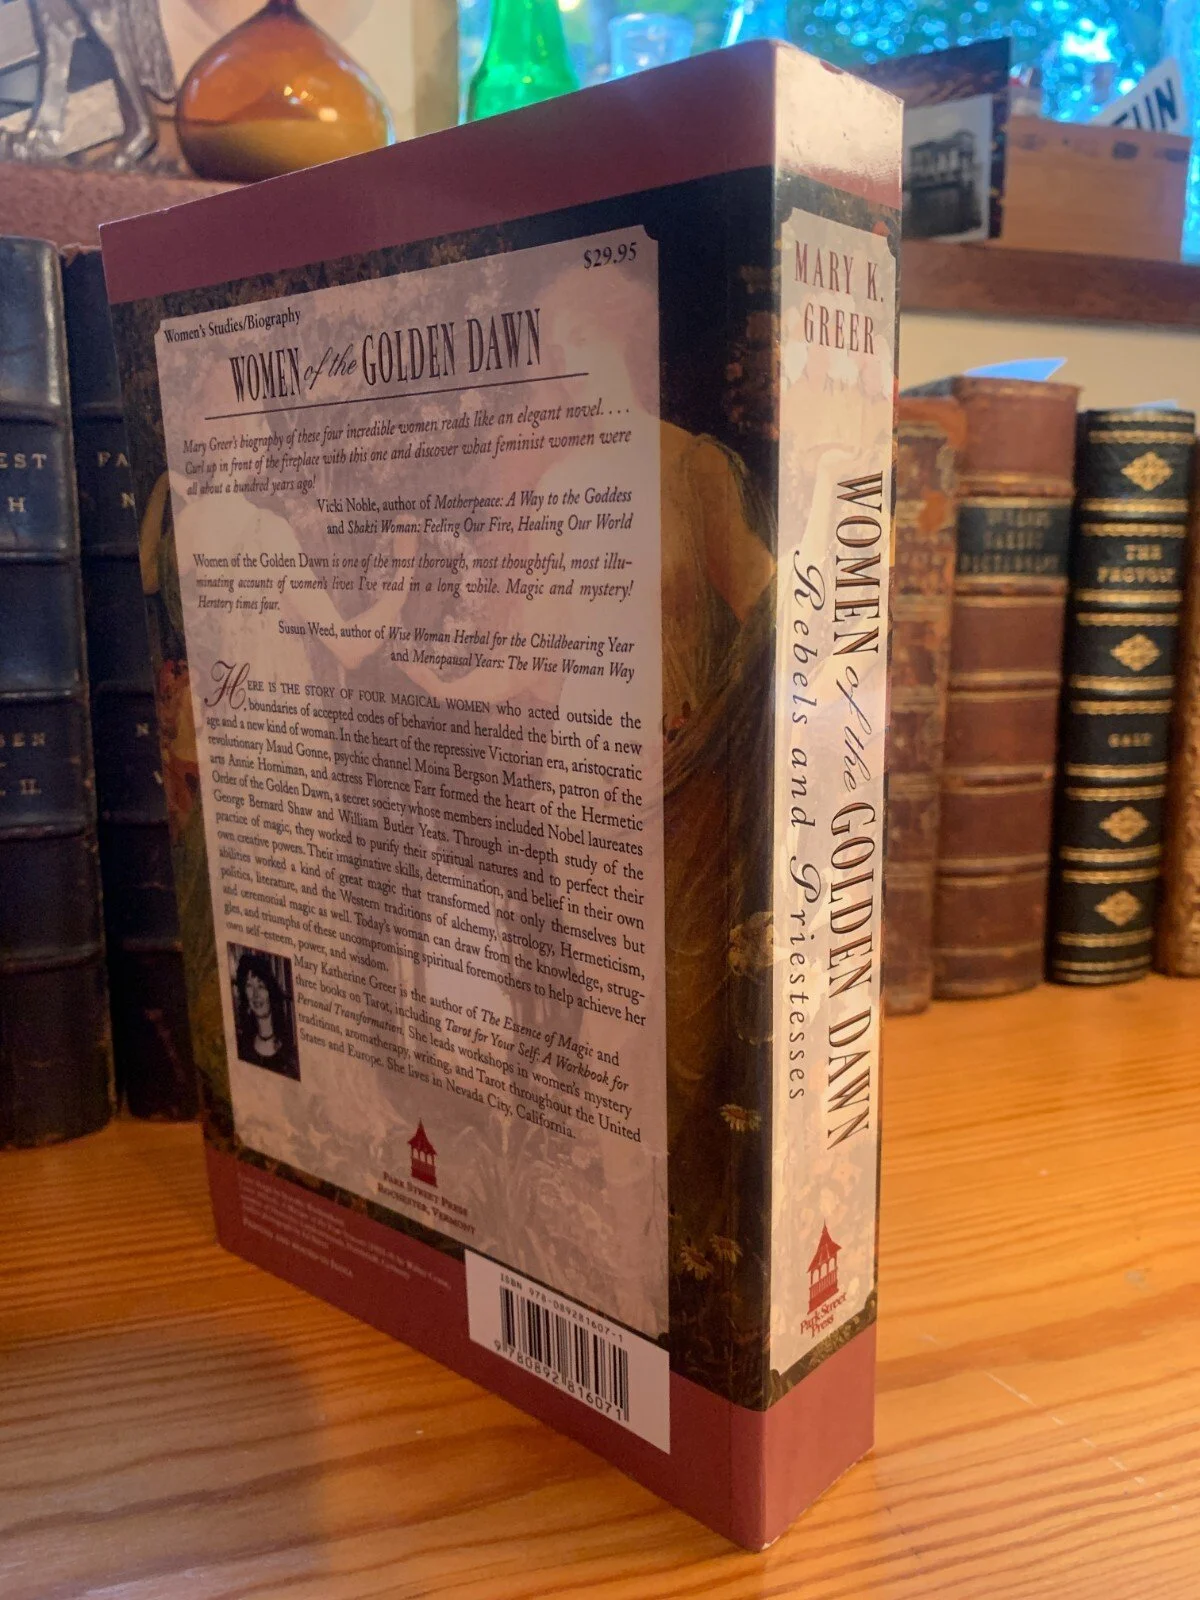 $29.95
Women's Studies/Biography
WOMEN of the GOLDEN DAWN
Mary Greer's biography of these four incredible women reads like an elegant novel. . . .
Curl up in front of the fireplace with this one and discover what feminist women were
all about a hundred years ago!
Vicki Noble, author of Motherpeace: A Way to the Goddess
and Shakti Woman: Feeling Our Fire, Healing Our World
Women of the Golden Dawn is one of the most thorough, most thoughtful, most illu-
minating accounts of women's lives I've read in a long while. Magic and mystery!
Herstory times four.
Susun Weed, author of Wise Woman Herbal for the Childbearing Year
and Menopausal Years: The Wise Woman Way
HERE IS THE STORY OF FOUR MAGICAL WOMEN who acted outside the
boundaries of accepted codes of behavior and heralded the birth of a new
age and a new kind of woman. In the heart of the repressive Victorian era, aristocratic
revolutionary Maud Gonne, psychic channel Moina Bergson Mathers, patron of the
arts Annie Horniman, and actress Florence Farr formed the heart of the Hermetic
Order of the Golden Dawn, a secret society whose members included Nobel laureates
George Bernard Shaw and William Butler Yeats. Through in-depth study of the
practice of magic, they worked to purify their spiritual natures and to perfect their
own creative powers. Their imaginative skills, determination, and belief in their own
abilities worked a kind of great magic that transformed not only themselves but
politics, literature, and the Western traditions of alchemy, astrology, Hermeticism,
and ceremonial magic as well. Today's woman can draw from the knowledge, strug-
gles, and triumphs of these uncompromising spiritual foremothers to help achieve her
own self-esteem, power, and wisdom.
Mary Katherine Greer is the author of The Essence of Magic and
three books on Tarot, including Tarot for Your Self: A Workbook for
Personal Transformation. She leads workshops in women's mystery
traditions, aromatherapy, writing, and Tarot throughout the United
States and Europe. She lives in Nevada City, California.
PARK STREET PRESS
ROCHESTER, VERMONT
ISBN 978-089281607-1
9 780892 816071
MARY K.
GREER
WOMEN of the GOLDEN DAWN
Rebels and Priestesses
Park Street
Press
THE
PROVOST
GALT
DICTIONARY
EST
H
FA
N
II.